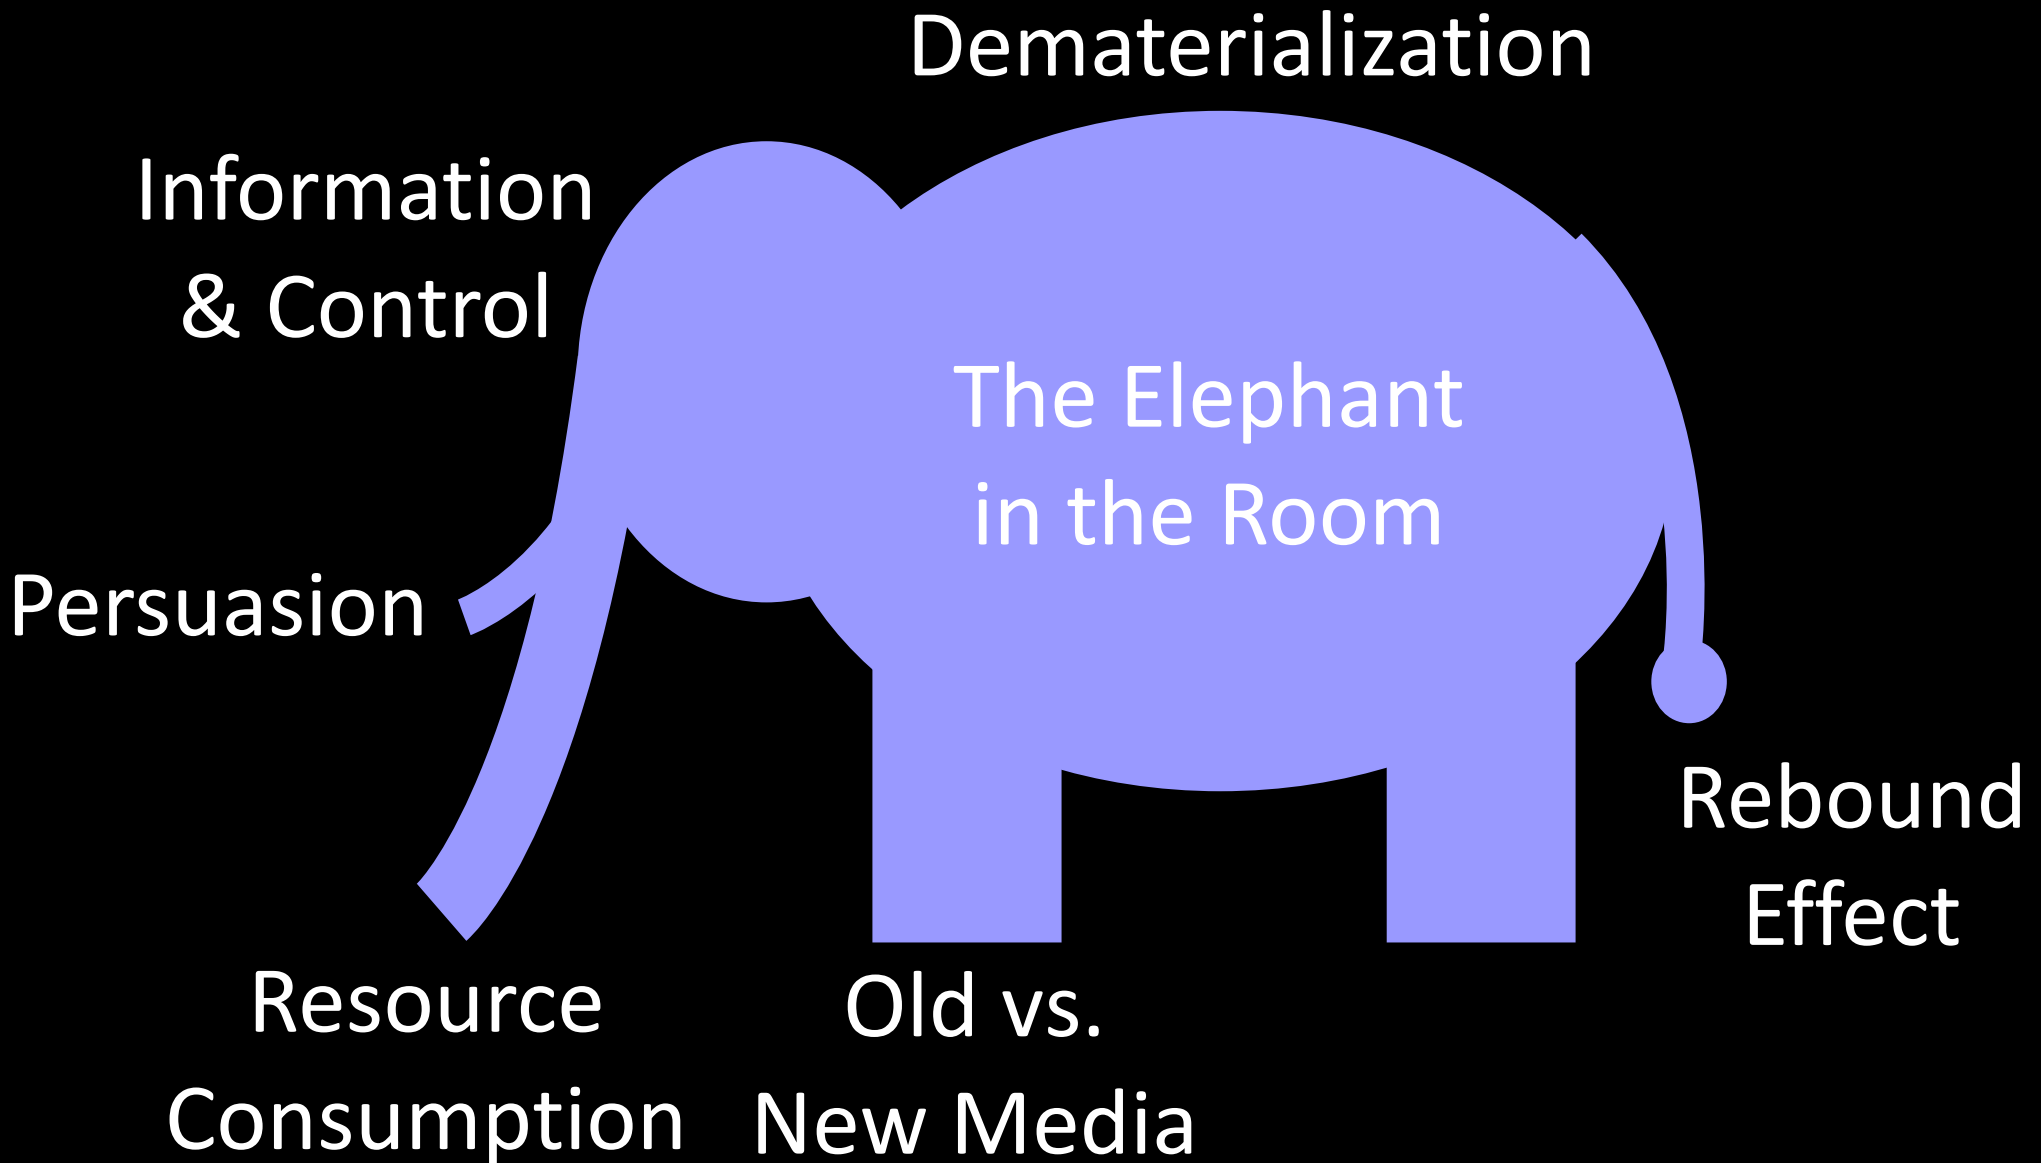 Dematerialization
Information
& Control
The Elephant
in the Room
Persuasion
Rebound
Effect
Resource
Consumption
Old vs.
New Media